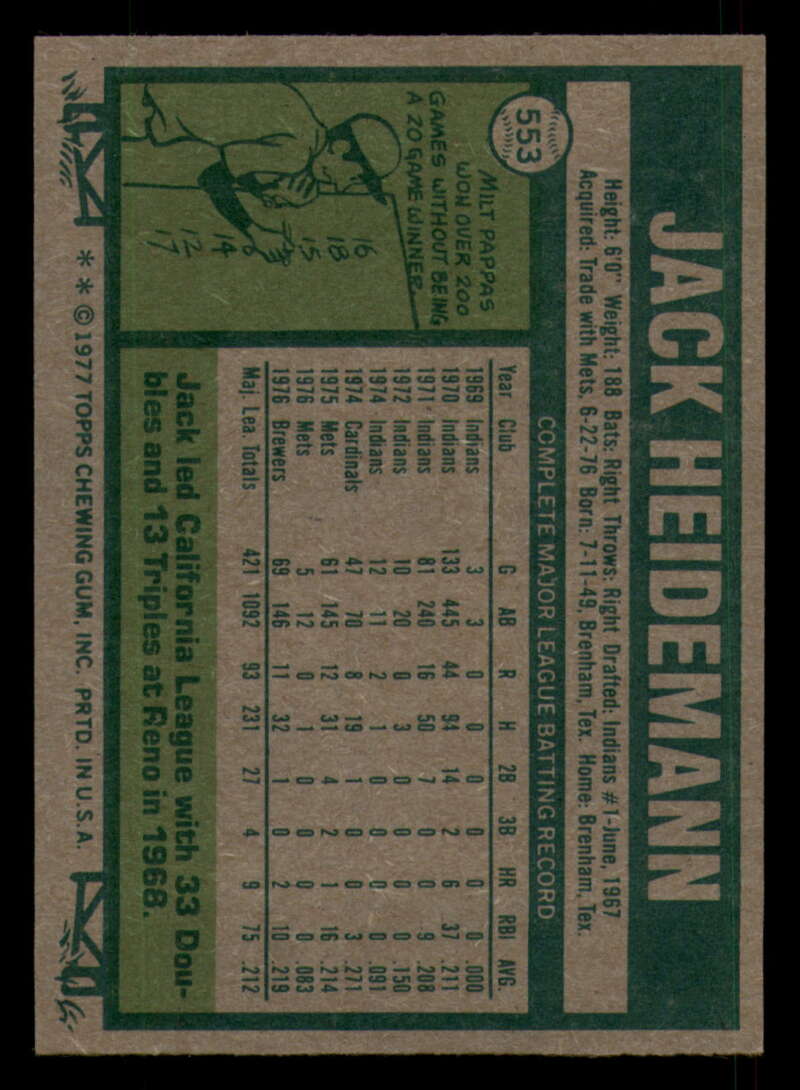 553
JACK HEIDEMANN
Height: 6'0" Weight: 188 Bats: Right Throws: Right Drafted: Indians #1-June, 1967
Acquired: Trade with Mets, 6-22-76 Born: 7-11-49, Brenham, Tex. Home: Brenham, Tex.
MILT PAPPAS
WON OVER 200
GAMES WITHOUT BEING
A 20 GAME WINNER.
16
18
15
14
12
17
COMPLETE MAJOR LEAGUE BATTING RECORD
Year Club G AB R H 2B 3B HR RBI AVG.
1969 Indians 3 3 0 0 0 0 0 0 .000
1970 Indians 133 445 44 94 14 2 6 37 .211
1971 Indians 81 240 16 50 7 0 0 9 .208
1972 Indians 10 20 0 3 0 0 0 0 .150
1974 Indians 12 11 2 1 0 0 0 0 .091
1974 Cardinals 47 70 8 19 1 0 0 3 .271
1975 Mets 61 145 12 31 4 2 1 16 .214
1976 Mets 5 12 0 1 0 0 0 0 .083
1976 Brewers 69 146 11 32 1 0 2 10 .219
Maj. Lea. Totals 421 1092 93 231 27 4 9 75 .212
Jack led California League with 33 Dou-
bles and 13 Triples at Reno in 1968.
* * © 1977 TOPPS CHEWING GUM, INC. PRTD. IN U.S.A.